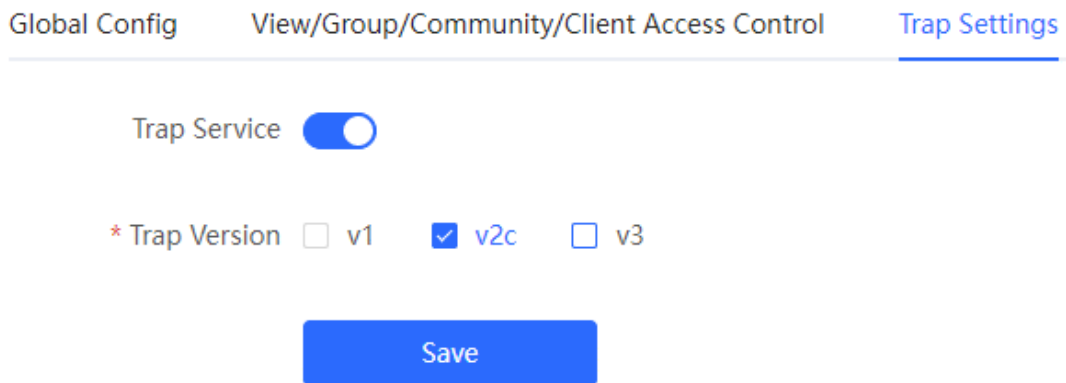 Global Config View/Group/Community/Client Access Control Trap Settings
Trap Service
* Trap Version v1 v2c v3
Save